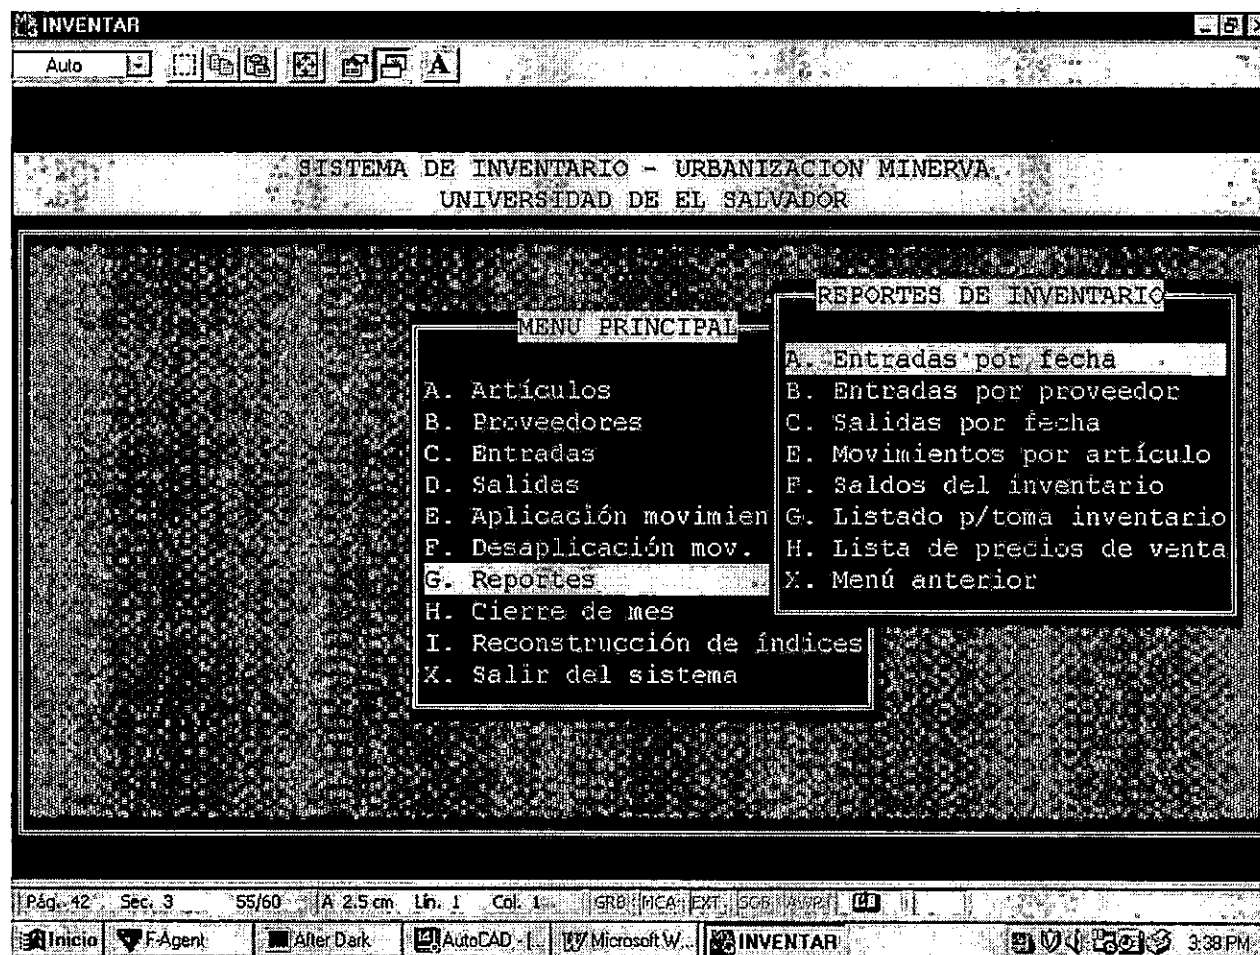 INVENTAR
Auto
A
SISTEMA DE INVENTARIO - URBANIZACION MINERVA
UNIVERSIDAD DE EL SALVADOR
MENU PRINCIPAL
A. Artículos
B. Proveedores
C. Entradas
D. Salidas
E. Aplicación movimien
F. Desaplicación mov.
G. Reportes
H. Cierre de mes
I. Reconstrucción de índices
X. Salir del sistema
REPORTES DE INVENTARIO
A. Entradas por fecha
B. Entradas por proveedor
C. Salidas por fecha
E. Movimientos por artículo
F. Saldos del inventario
G. Listado p/toma inventario
H. Lista de precios de venta
X. Menú anterior
Pág. 42 Sec. 3 55/60 A 2.5 cm Lín. 1 Col. 1 GRB MCA EXT SOB
Inicio F-Agent After Dark AutoCAD - [... Microsoft W... INVENTAR 3:38 PM